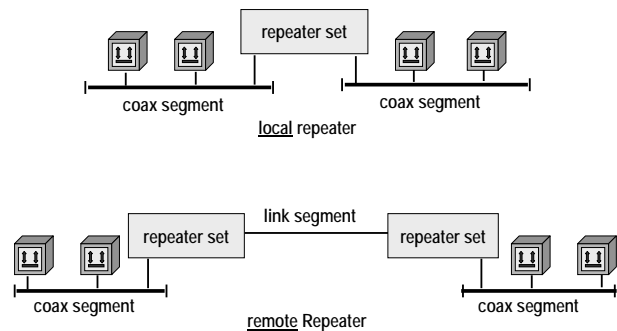 repeater set
coax segment
coax segment
local repeater
link segment
repeater set
repeater set
coax segment
coax segment
remote Repeater